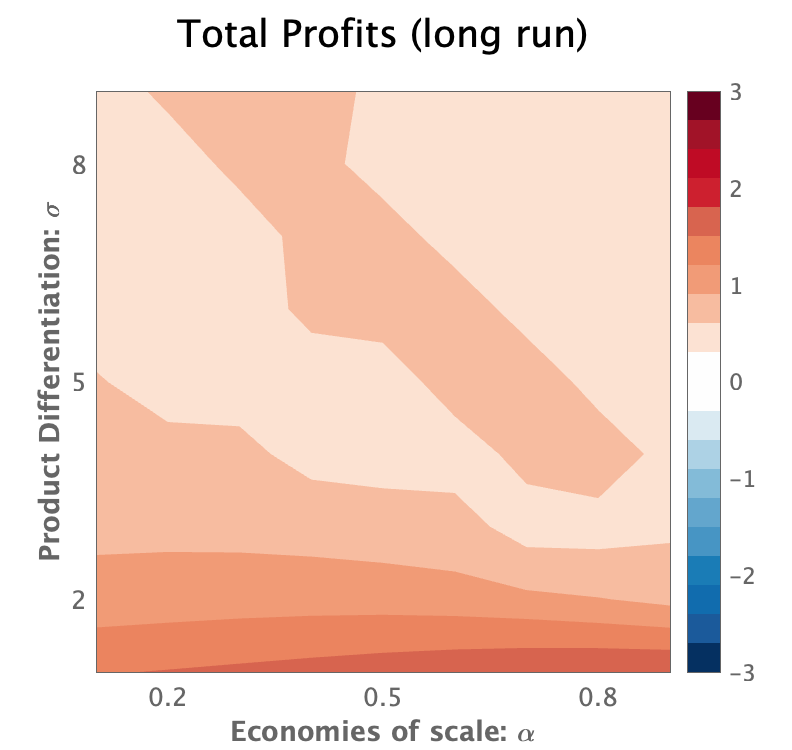 Total Profits (long run)
3
8
2
1
5
0
−1
2
−2
−3
0.2 0.5 0.8
Product Differentiation: σ
Economies of scale: α